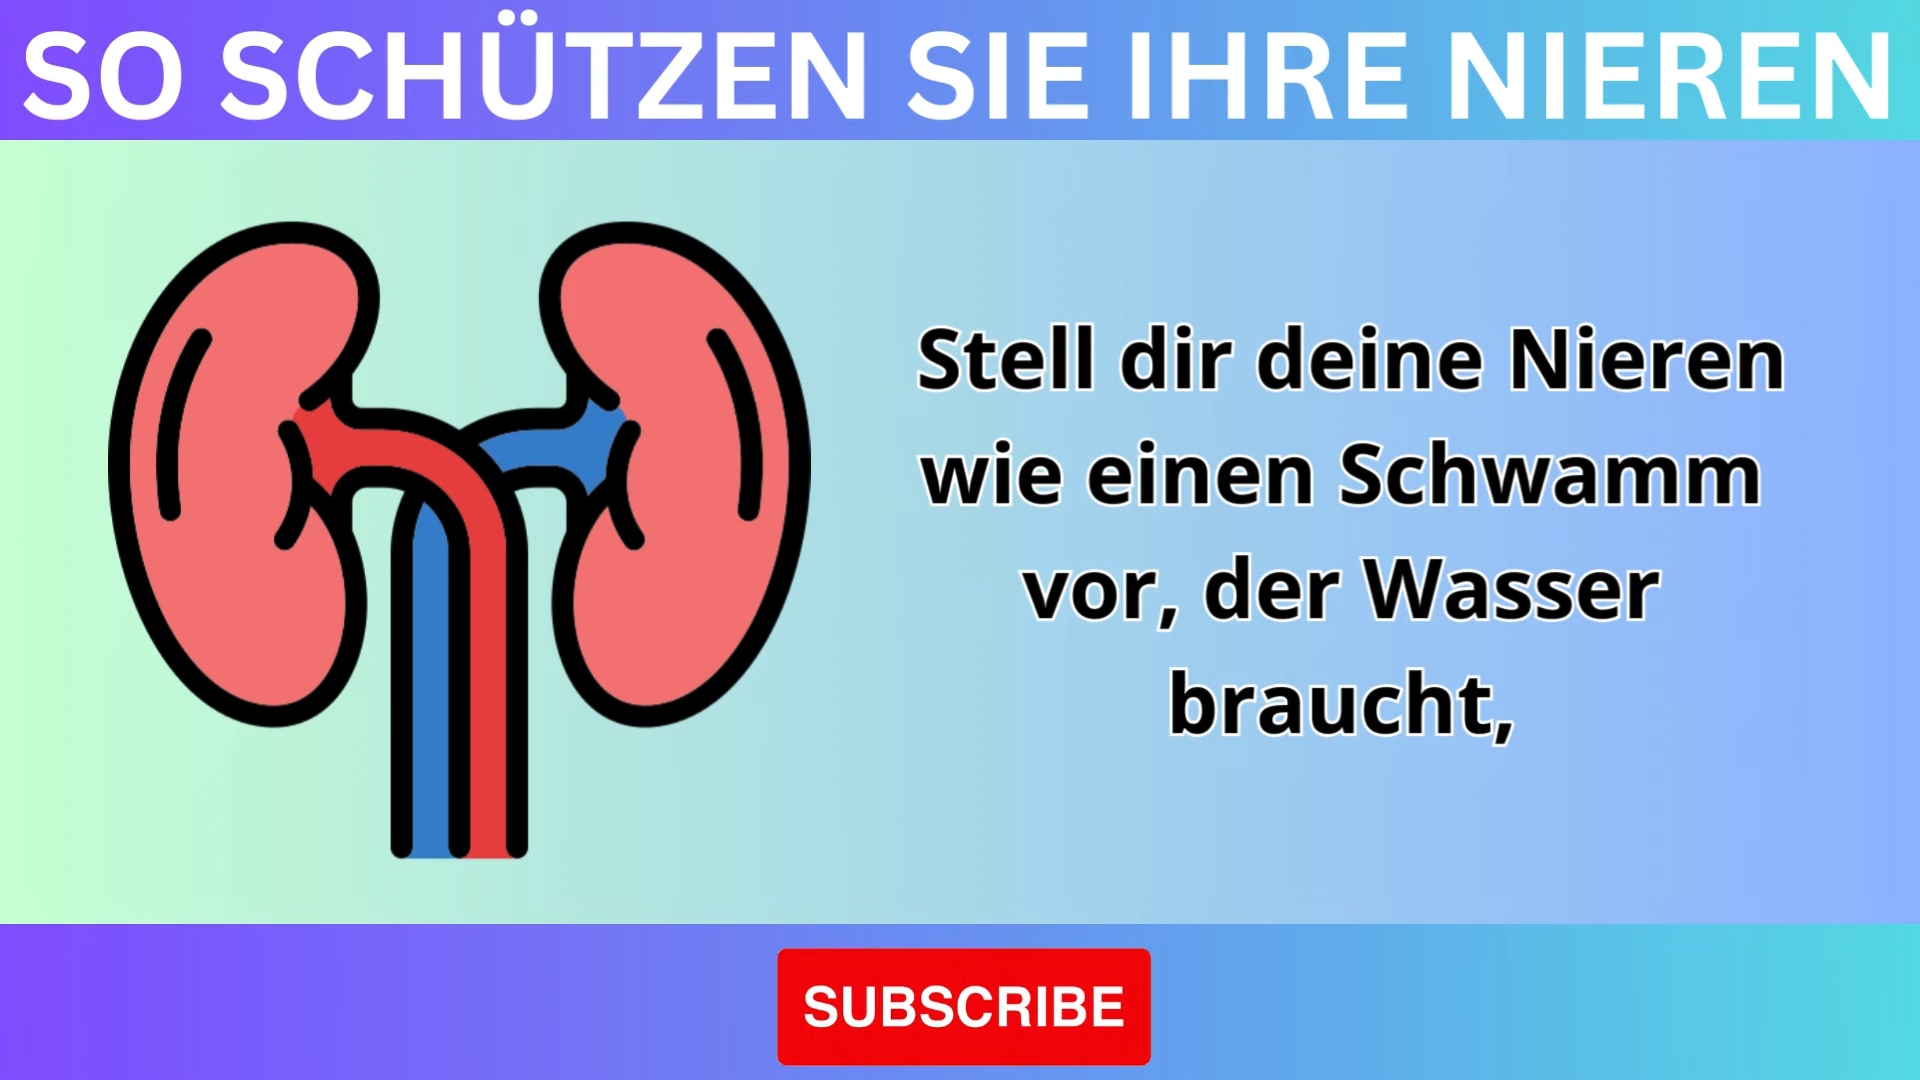 SO SCHÜTZEN SIE IHRE NIEREN
Stell dir deine Nieren
wie einen Schwamm
vor, der Wasser
braucht,
SUBSCRIBE